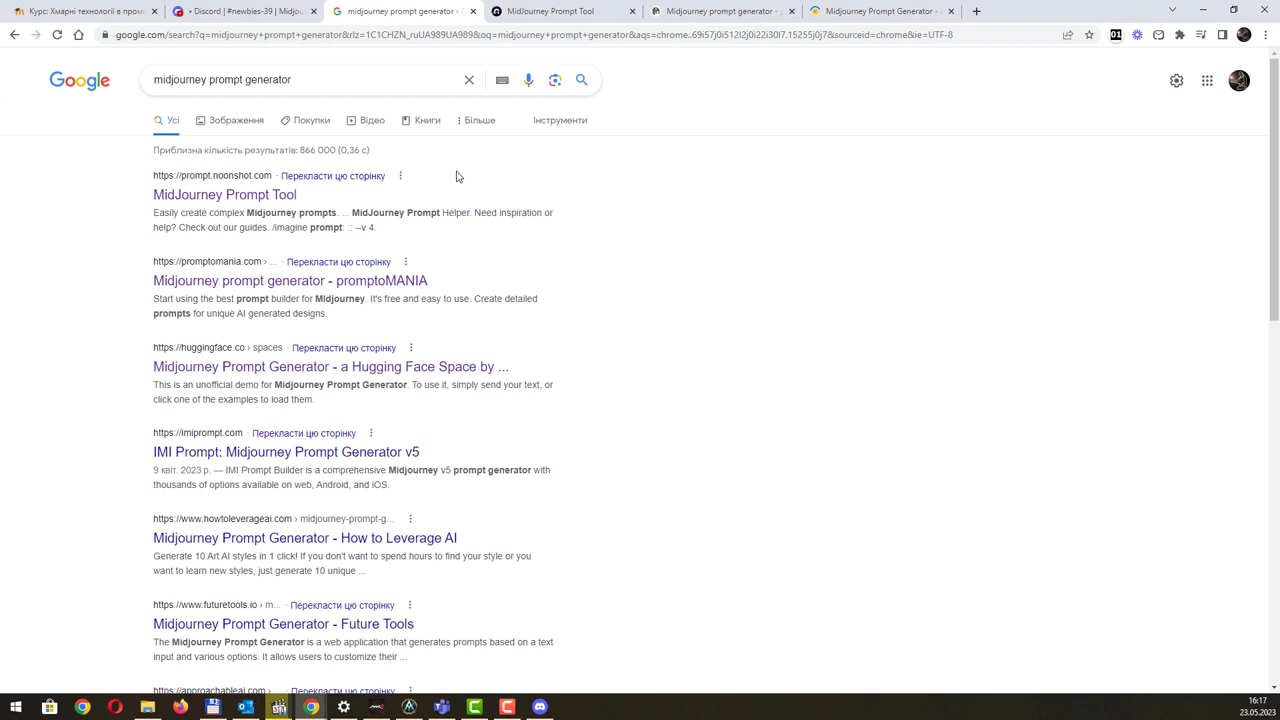 Курс: Хмарні технології в пром
• Discord | #newbies-39 | Midjour
midjourney prompt generator - П
MidJourney Prompt Tool
Midjourney prompt generator - p
Midjourney Prompt Generator - A
google.com/search?q=midjourney+prompt+generator&rlz=1C1CHZN_ruUA989UA989&oq=midjourney+prompt+generator&aqs=chrome..69i57j0i512l2j0i22i30l7.15255j0j7&sourceid=chrome&ie=UTF-8
Google
midjourney prompt generator
Усі
Зображення
Покупки
Відео
Книги
Більше
Інструменти
Приблизна кількість результатів: 866 000 (0,36 с)
https://prompt.noonshot.com · Перекласти цю сторінку
MidJourney Prompt Tool
Easily create complex Midjourney prompts. ... MidJourney Prompt Helper. Need inspiration or
help? Check out our guides. /imagine prompt: :: --v 4.
https://promptomania.com › ... · Перекласти цю сторінку
Midjourney prompt generator - promptoMANIA
Start using the best prompt builder for Midjourney. It's free and easy to use. Create detailed
prompts for unique AI generated designs.
https://huggingface.co › spaces · Перекласти цю сторінку
Midjourney Prompt Generator - a Hugging Face Space by ...
This is an unofficial demo for Midjourney Prompt Generator. To use it, simply send your text, or
click one of the examples to load them.
https://imiprompt.com · Перекласти цю сторінку
IMI Prompt: Midjourney Prompt Generator v5
9 квіт. 2023 р. — IMI Prompt Builder is a comprehensive Midjourney v5 prompt generator with
thousands of options available on web, Android, and iOS.
https://www.howtoleverageai.com › midjourney-prompt-g...
Midjourney Prompt Generator - How to Leverage AI
Generate 10 Art AI styles in 1 click! If you don't want to spend hours to find your style or you
want to learn new styles, just generate 10 unique ...
https://www.futuretools.io › m... · Перекласти цю сторінку
Midjourney Prompt Generator - Future Tools
The Midjourney Prompt Generator is a web application that generates prompts based on a text
input and various options. It allows users to customize their ...
https://approachableai.com › ... · Перекласти цю сторінку
16:17
23.05.2023